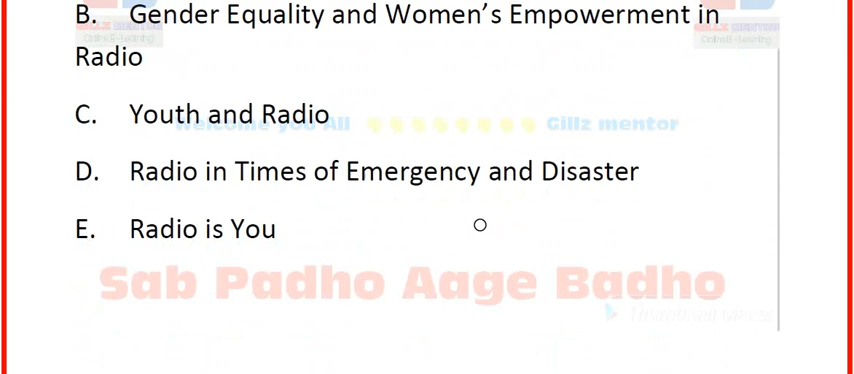 B. Gender Equality and Women's Empowerment in
Radio
C. Youth and Radio
Welcome you All Gillz mentor
D. Radio in Times of Emergency and Disaster
E. Radio is You
Sab Padho Aage Badho